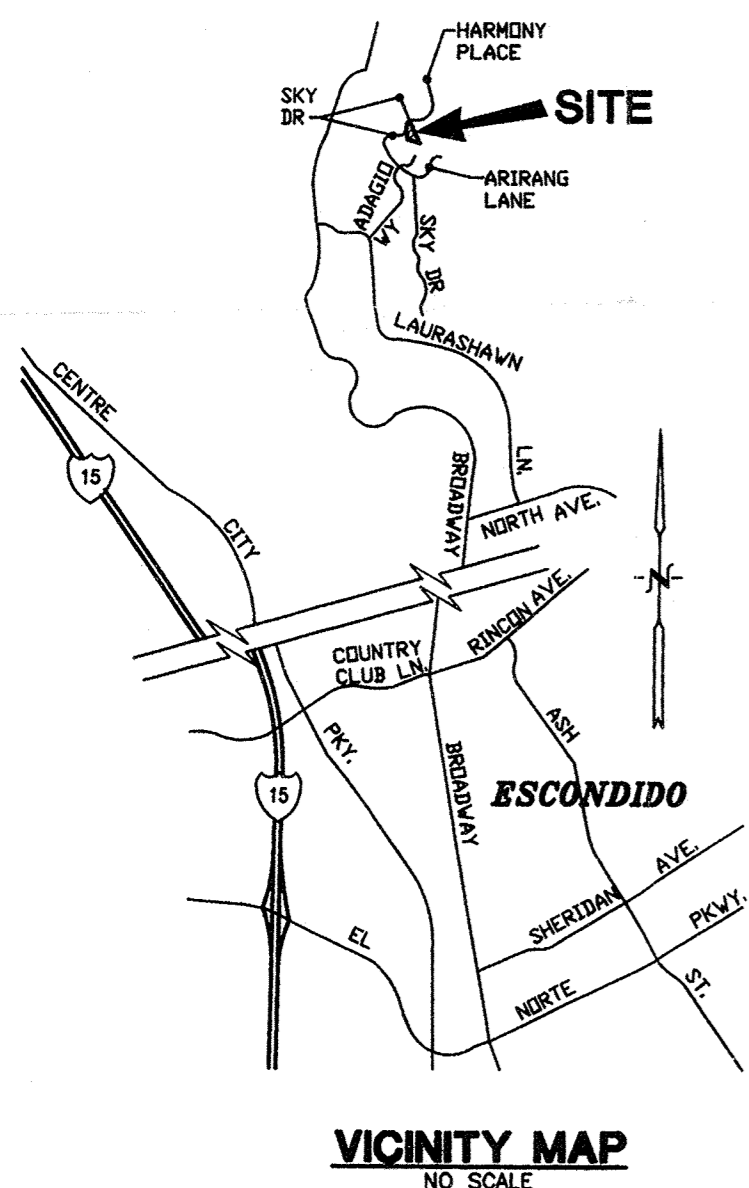 HARMONY
PLACE
SKY
DR
SITE
ARIRANG
LANE
ADAGIO
WY
SKY DR
LAURASHAWN
LN.
CENTRE
15
CITY
BROADWAY
NORTH AVE.
N
COUNTRY
CLUB LN.
RINCON AVE.
PKY.
BROADWAY
ASH
15
ESCONDIDO
SHERIDAN AVE.
EL
NORTE
PKWY.
ST.
VICINITY MAP
NO SCALE